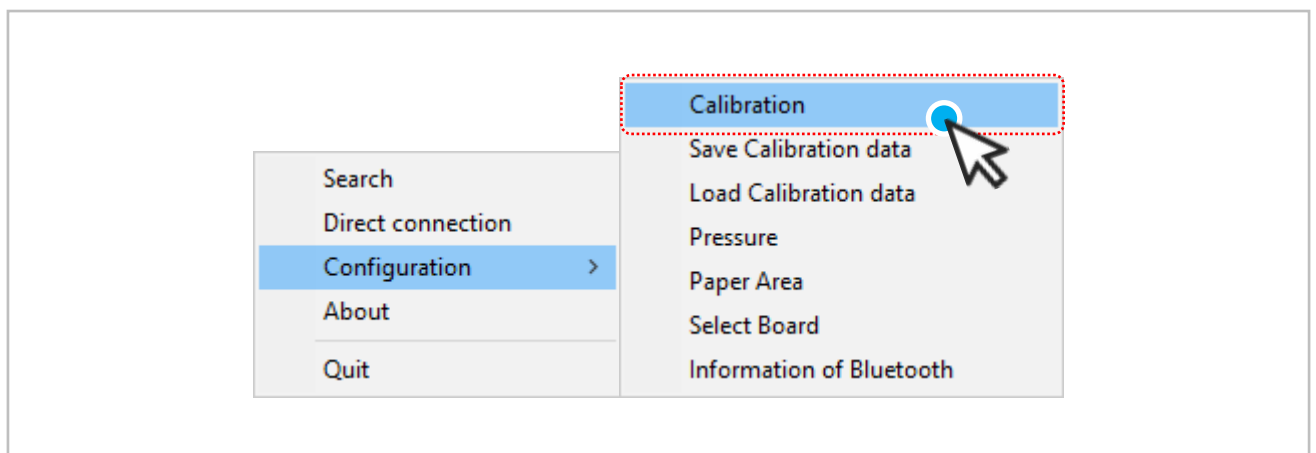 Search
Direct connection
Configuration >
About
Quit
Calibration
Save Calibration data
Load Calibration data
Pressure
Paper Area
Select Board
Information of Bluetooth